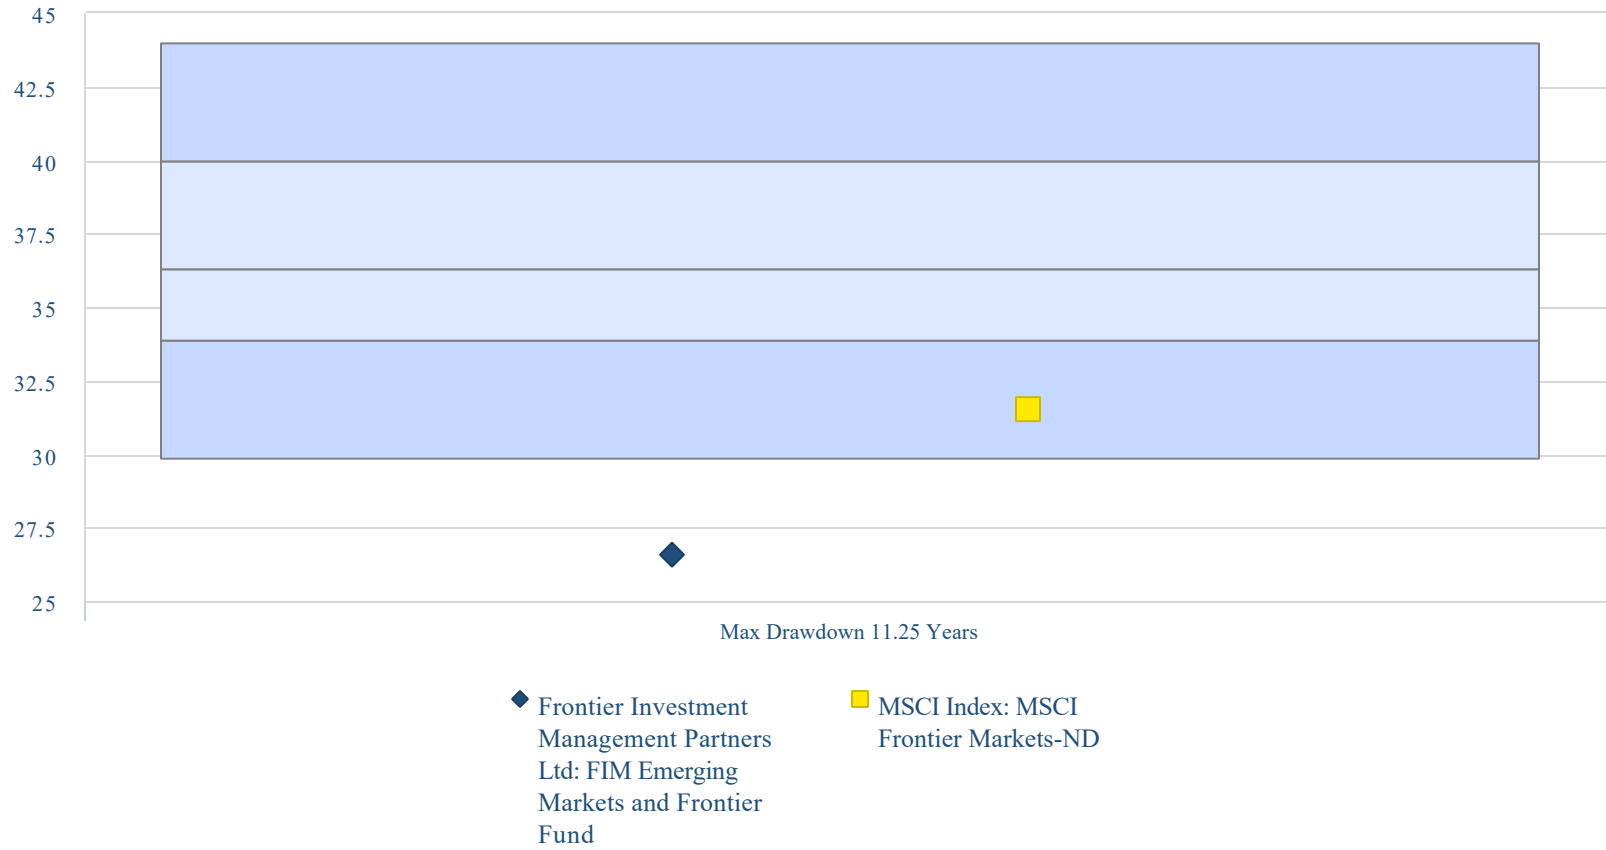 45
42.5
40
37.5
35
32.5
30
27.5
25
Max Drawdown 11.25 Years
Frontier Investment
Management Partners
Ltd: FIM Emerging
Markets and Frontier
Fund
MSCI Index: MSCI
Frontier Markets-ND